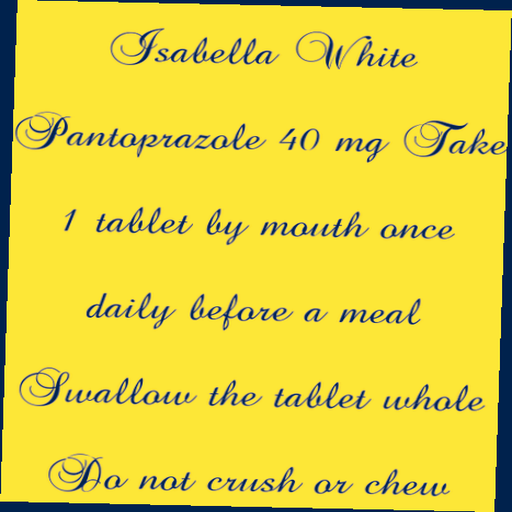 Isabella White
Pantoprazole 40 mg Take
1 tablet by mouth once
daily before a meal
Swallow the tablet whole
Do not crush or chew